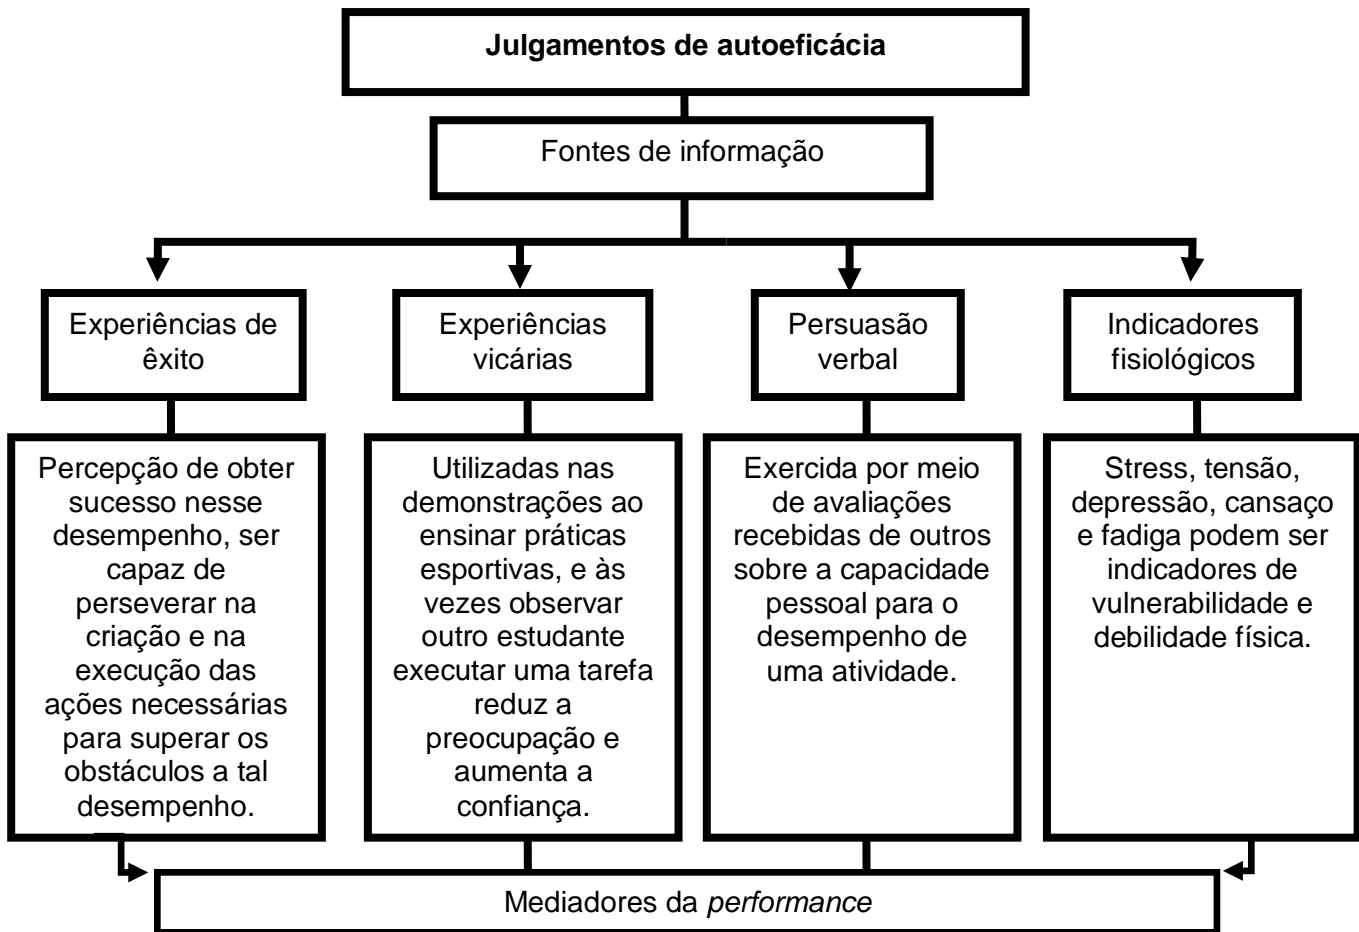 Julgamentos de autoeficácia
Fontes de informação
Experiências de
êxito
Experiências
vicárias
Persuasão
verbal
Indicadores
fisiológicos
Percepção de obter
sucesso nesse
desempenho, ser
capaz de
perseverar na
criação e na
execução das
ações necessárias
para superar os
obstáculos a tal
desempenho.
Utilizadas nas
demonstrações ao
ensinar práticas
esportivas, e às
vezes observar
outro estudante
executar uma tarefa
reduz a
preocupação e
aumenta a
confiança.
Exercida por meio
de avaliações
recebidas de outros
sobre a capacidade
pessoal para o
desempenho de
uma atividade.
Stress, tensão,
depressão, cansaço
e fadiga podem ser
indicadores de
vulnerabilidade e
debilidade física.
Mediadores da performance